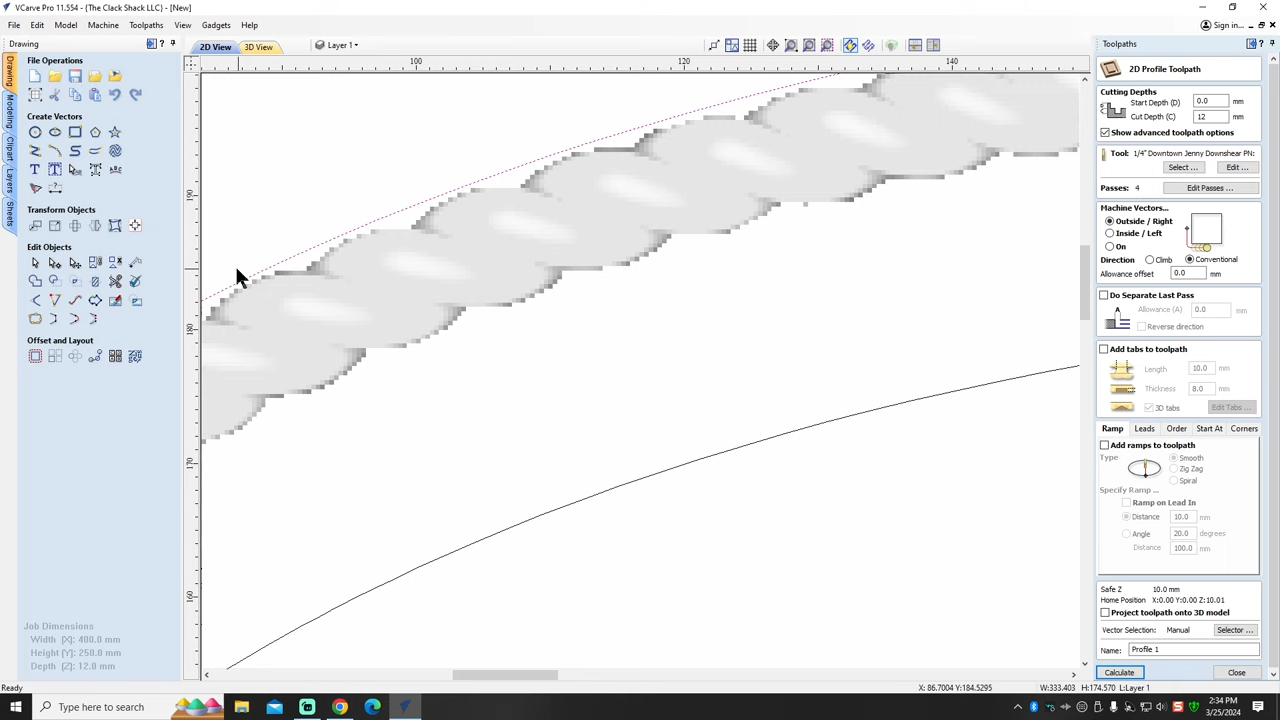 VCarve Pro 11.554 - {The Clack Shack LLC} - [New]
File Edit Model Machine Toolpaths View Gadgets Help
Sign in...
Drawing
2D View 3D View Layer 1
Toolpaths
File Operations
Create Vectors
Transform Objects
Edit Objects
Offset and Layout
Drawing
Modeling
Clipart
Layers
Sheets
Job Dimensions
Width [X]: 400.0 mm
Height [Y]: 250.0 mm
Depth [Z]: 12.0 mm
100 120 140
190
180
170
160
2D Profile Toolpath
Cutting Depths
Start Depth (D) 0.0 mm
Cut Depth (C) 12 mm
Show advanced toolpath options
Tool: 1/4" Downtown Jenny Downshear PN:
Select ... Edit ...
Passes: 4 Edit Passes ...
Machine Vectors...
Outside / Right
Inside / Left
On
Direction Climb Conventional
Allowance offset 0.0 mm
Do Separate Last Pass
Allowance (A) 0.0 mm
Reverse direction
Add tabs to toolpath
Length 10.0 mm
Thickness 8.0 mm
3D tabs Edit Tabs ...
Ramp Leads Order Start At Corners
Add ramps to toolpath
Type Smooth
Zig Zag
Spiral
Specify Ramp ...
Ramp on Lead In
Distance 10.0 mm
Angle 20.0 degrees
Distance 100.0 mm
Safe Z 10.0 mm
Home Position X:0.00 Y:0.00 Z:10.01
Project toolpath onto 3D model
Vector Selection: Manual Selector ...
Name: Profile 1
Calculate Close
Ready
X: 86.7004 Y:184.5295 W:333.403 H:174.570 L:Layer 1
Type here to search
2:34 PM
3/25/2024